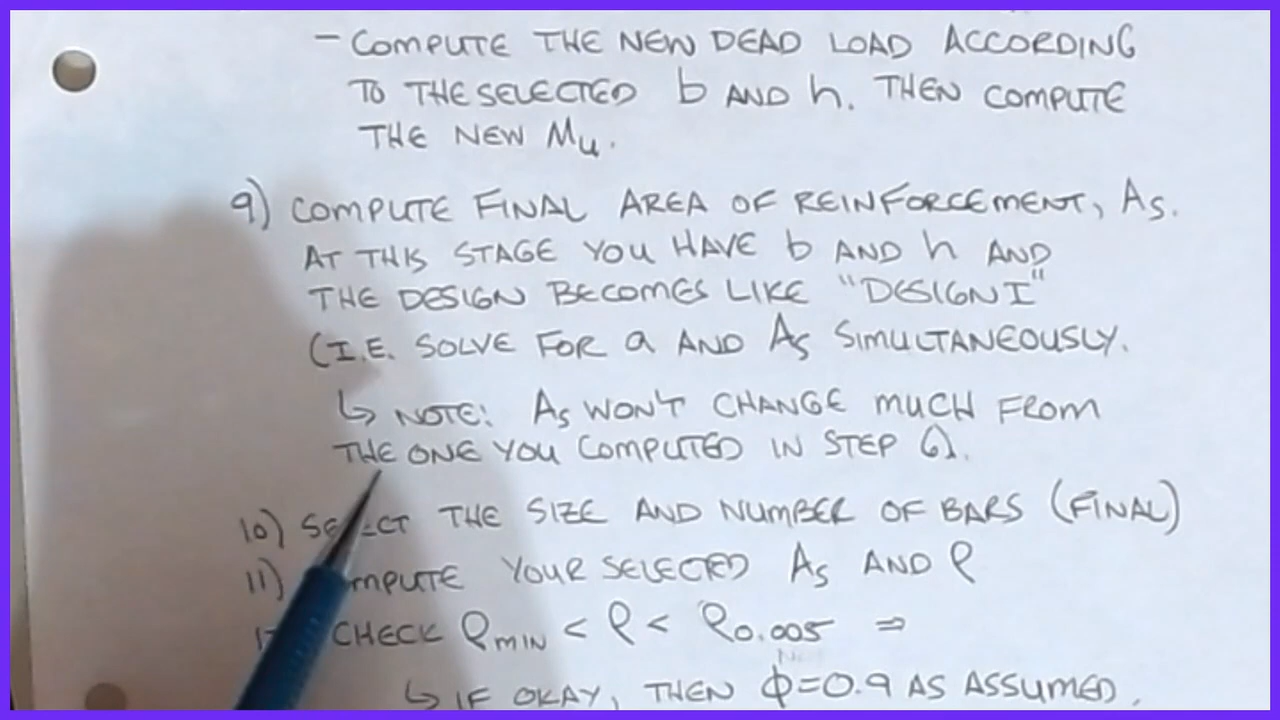 - COMPUTE THE NEW DEAD LOAD ACCORDING
TO THE SELECTED b AND h. THEN COMPUTE
THE NEW Mu.
9) COMPUTE FINAL AREA OF REINFORCEMENT, As.
AT THIS STAGE YOU HAVE b AND h AND
THE DESIGN BECOMES LIKE "DESIGN I"
(I.E. SOLVE FOR a AND As SIMULTANEOUSLY.
↳ NOTE: As WON'T CHANGE MUCH FROM
THE ONE YOU COMPUTED IN STEP 6).
10) SELECT THE SIZE AND NUMBER OF BARS (FINAL)
11) COMPUTE YOUR SELECTED As AND ρ
CHECK ρMIN < ρ < ρ0.005 ⇒
↳ IF OKAY, THEN ϕ=0.9 AS ASSUMED.